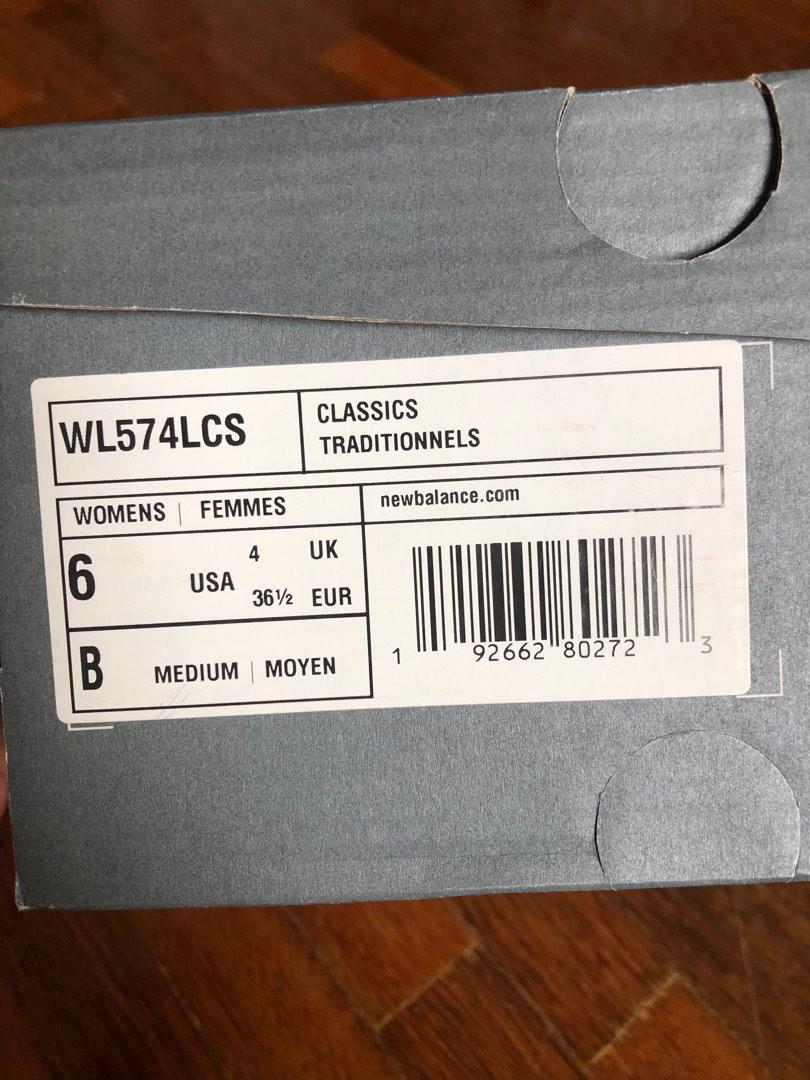 WL574LCS
CLASSICS
TRADITIONNELS
WOMENS | FEMMES
newbalance.com
6 USA 4 UK
36½ EUR
B MEDIUM | MOYEN
1 92662 80272 3